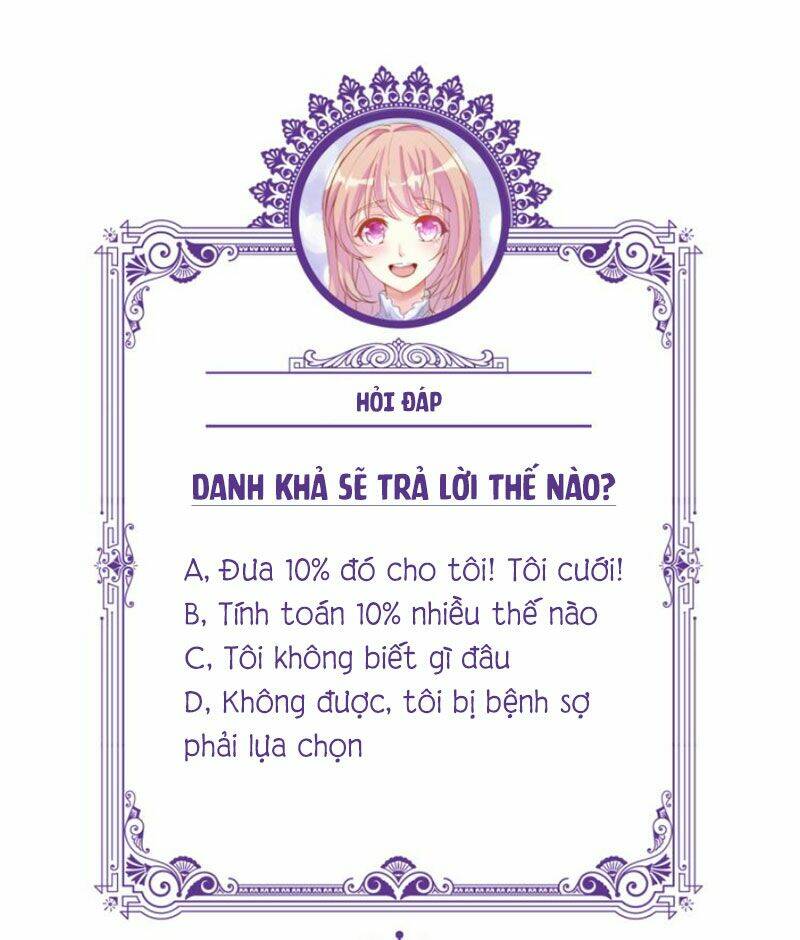 HỎI ĐÁP
DANH KHẢ SẼ TRẢ LỜI THẾ NÀO?
A, Đưa 10% đó cho tôi! Tôi cưới!
B, Tính toán 10% nhiều thế nào
C, Tôi không biết gì đâu
D, Không được, tôi bị bệnh sợ
phải lựa chọn